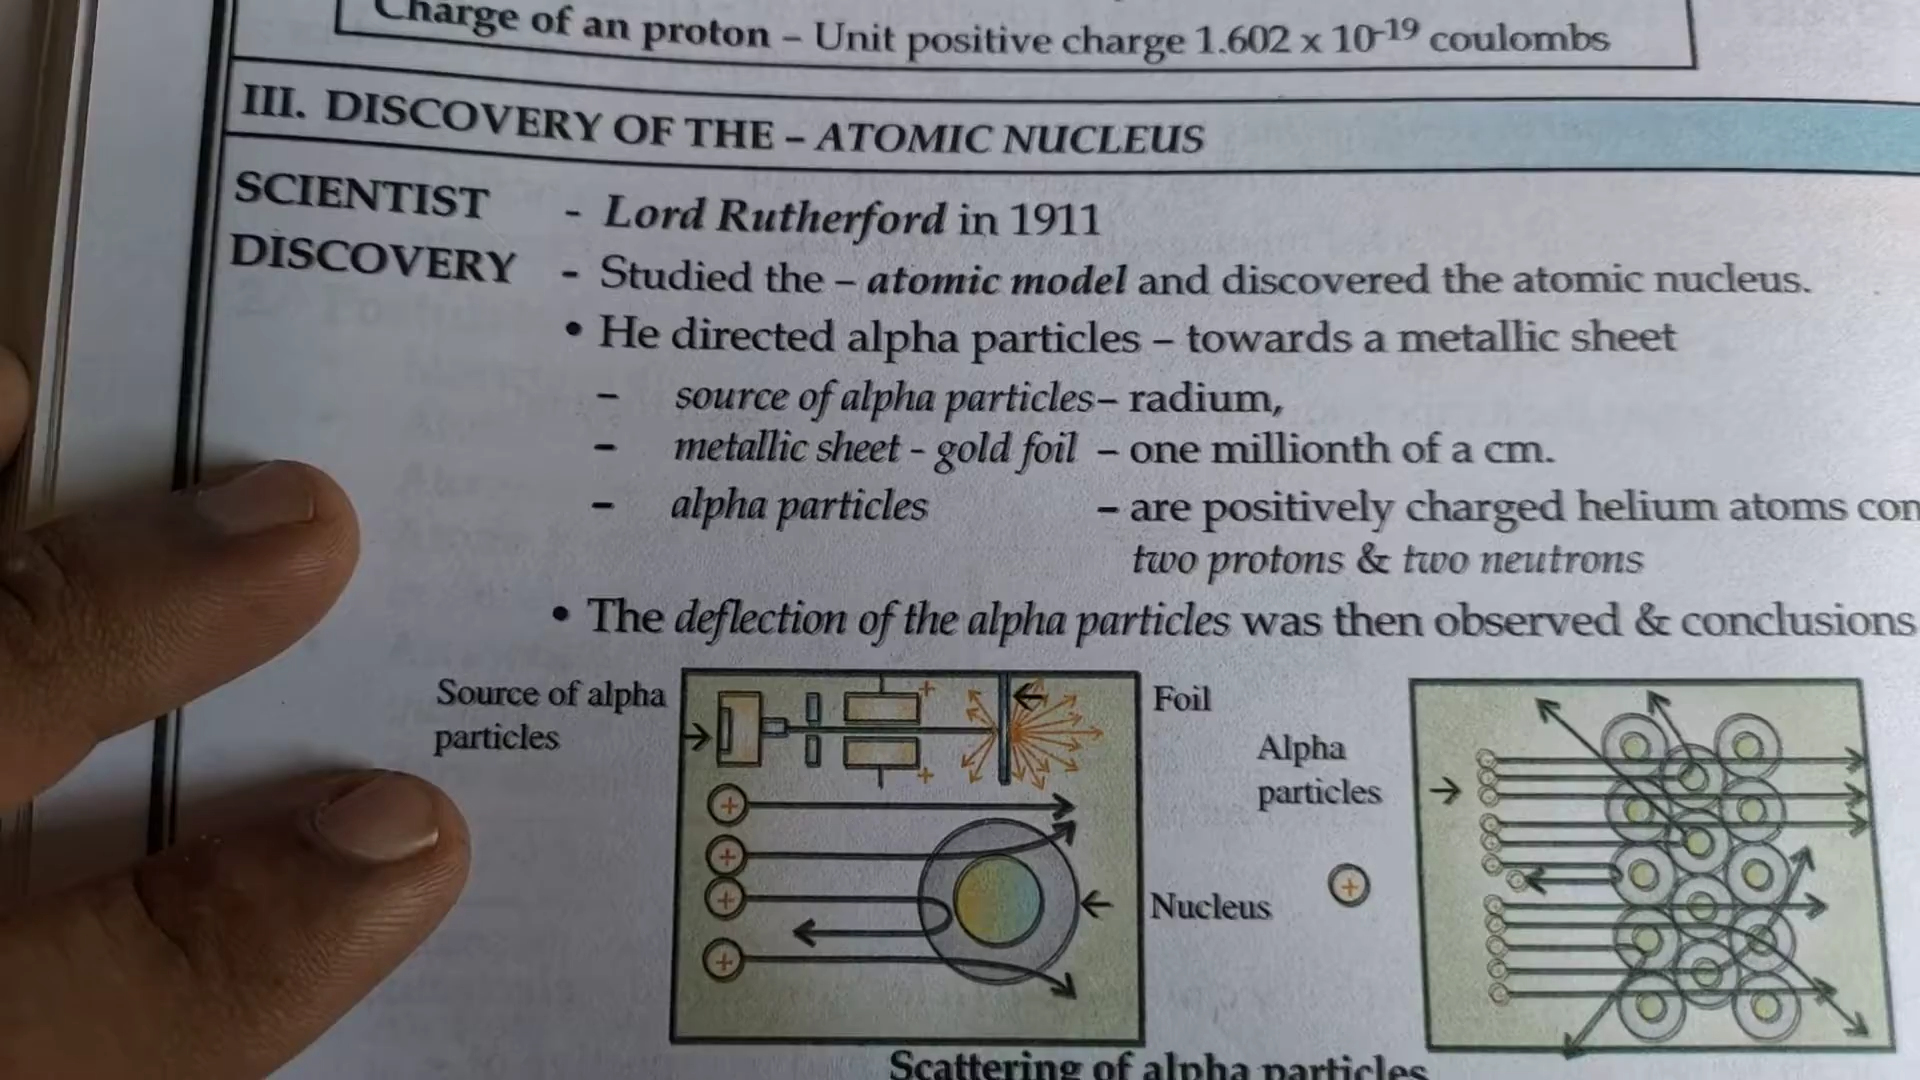 Charge of an proton – Unit positive charge 1.602 x 10⁻¹⁹ coulombs
III. DISCOVERY OF THE – ATOMIC NUCLEUS
SCIENTIST - Lord Rutherford in 1911
DISCOVERY - Studied the – atomic model and discovered the atomic nucleus.
• He directed alpha particles – towards a metallic sheet
– source of alpha particles – radium,
– metallic sheet - gold foil – one millionth of a cm.
– alpha particles – are positively charged helium atoms con
two protons & two neutrons
• The deflection of the alpha particles was then observed & conclusions
Source of alpha
particles
Foil
Nucleus
Alpha
particles
Scattering of alpha particles